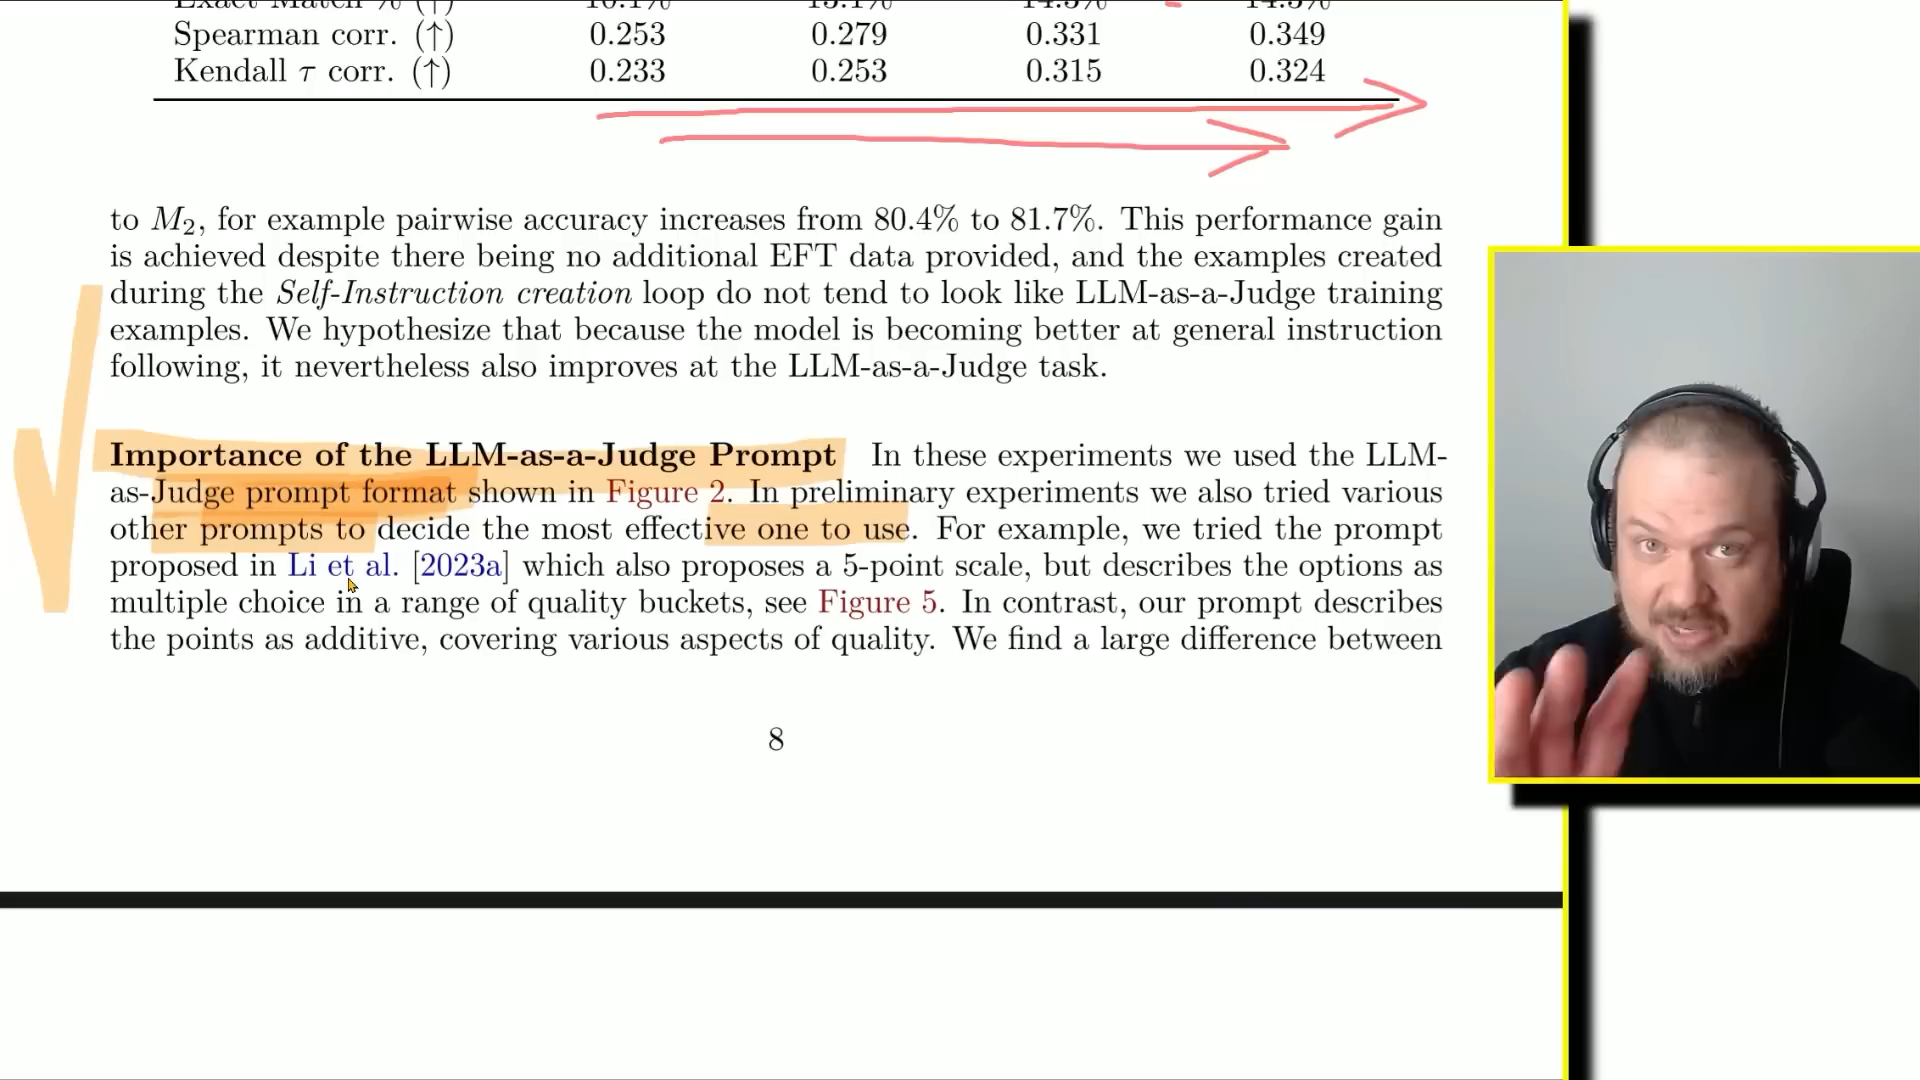 Spearman corr. (↑) 0.253 0.279 0.331 0.349
Kendall τ corr. (↑) 0.233 0.253 0.315 0.324
to M₂, for example pairwise accuracy increases from 80.4% to 81.7%. This performance gain
is achieved despite there being no additional EFT data provided, and the examples created
during the Self-Instruction creation loop do not tend to look like LLM-as-a-Judge training
examples. We hypothesize that because the model is becoming better at general instruction
following, it nevertheless also improves at the LLM-as-a-Judge task.
Importance of the LLM-as-a-Judge Prompt In these experiments we used the LLM-
as-Judge prompt format shown in Figure 2. In preliminary experiments we also tried various
other prompts to decide the most effective one to use. For example, we tried the prompt
proposed in Li et al. [2023a] which also proposes a 5-point scale, but describes the options as
multiple choice in a range of quality buckets, see Figure 5. In contrast, our prompt describes
the points as additive, covering various aspects of quality. We find a large difference between
8